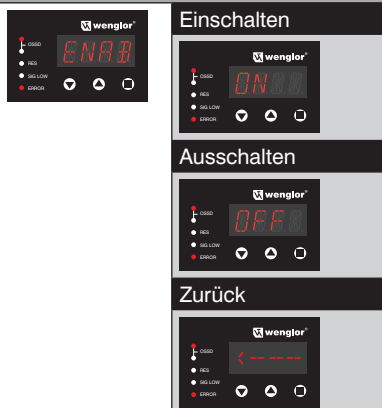 wenglor®
OSSD
ENAB
RES
SIG LOW
ERROR
Einschalten
wenglor®
OSSD
ON
RES
SIG LOW
ERROR
Ausschalten
wenglor®
OSSD
OFF
RES
SIG LOW
ERROR
Zurück
wenglor®
OSSD
<----
RES
SIG LOW
ERROR